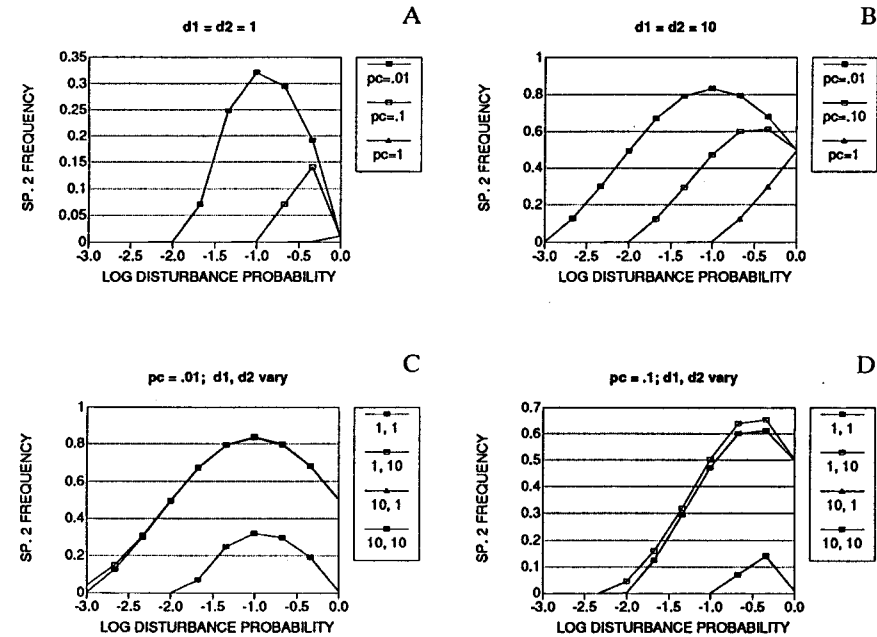 A
d1 = d2 = 1
SP. 2 FREQUENCY
0.35
0.3
0.25
0.2
0.15
0.1
0.05
0
-3.0 -2.5 -2.0 -1.5 -1.0 -0.5 0.0
LOG DISTURBANCE PROBABILITY
pc=.01
pc=.1
pc=1
B
d1 = d2 = 10
SP. 2 FREQUENCY
1
0.8
0.6
0.4
0.2
0
-3.0 -2.5 -2.0 -1.5 -1.0 -0.5 0.0
LOG DISTURBANCE PROBABILITY
pc=.01
pc=.10
pc=1
C
pc = .01; d1, d2 vary
SP. 2 FREQUENCY
1
0.8
0.6
0.4
0.2
0
-3.0 -2.5 -2.0 -1.5 -1.0 -0.5 0.0
LOG DISTURBANCE PROBABILITY
1, 1
1, 10
10, 1
10, 10
D
pc = .1; d1, d2 vary
SP. 2 FREQUENCY
0.7
0.6
0.5
0.4
0.3
0.2
0.1
0
-3.0 -2.5 -2.0 -1.5 -1.0 -0.5 0.0
LOG DISTURBANCE PROBABILITY
1, 1
1, 10
10, 1
10, 10